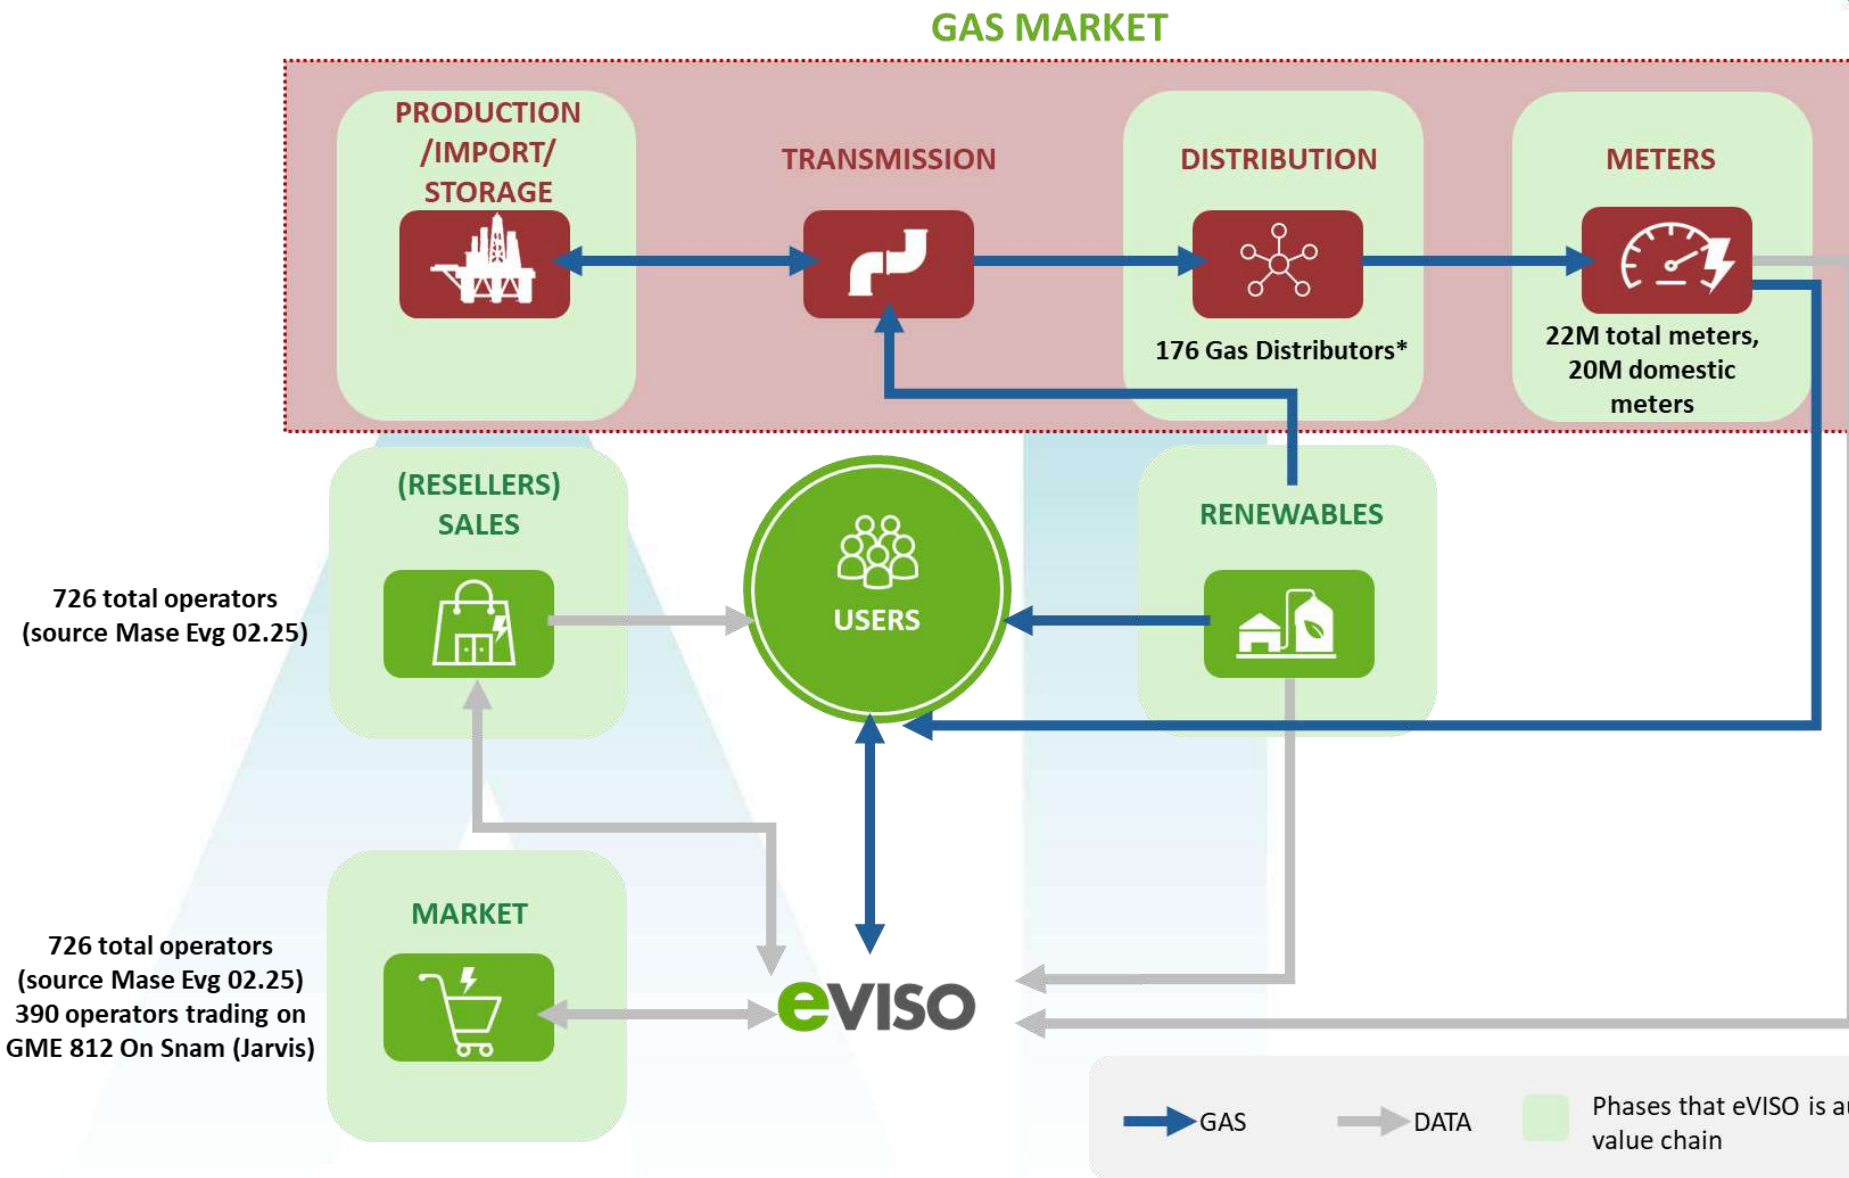 GAS MARKET
PRODUCTION
/IMPORT/
STORAGE
TRANSMISSION
DISTRIBUTION
METERS
176 Gas Distributors*
22M total meters,
20M domestic
meters
(RESELLERS)
SALES
USERS
RENEWABLES
726 total operators
(source Mase Evg 02.25)
MARKET
726 total operators
(source Mase Evg 02.25)
390 operators trading on
GME 812 On Snam (Jarvis)
eVISO
GAS
DATA
Phases that eVISO is
value chain